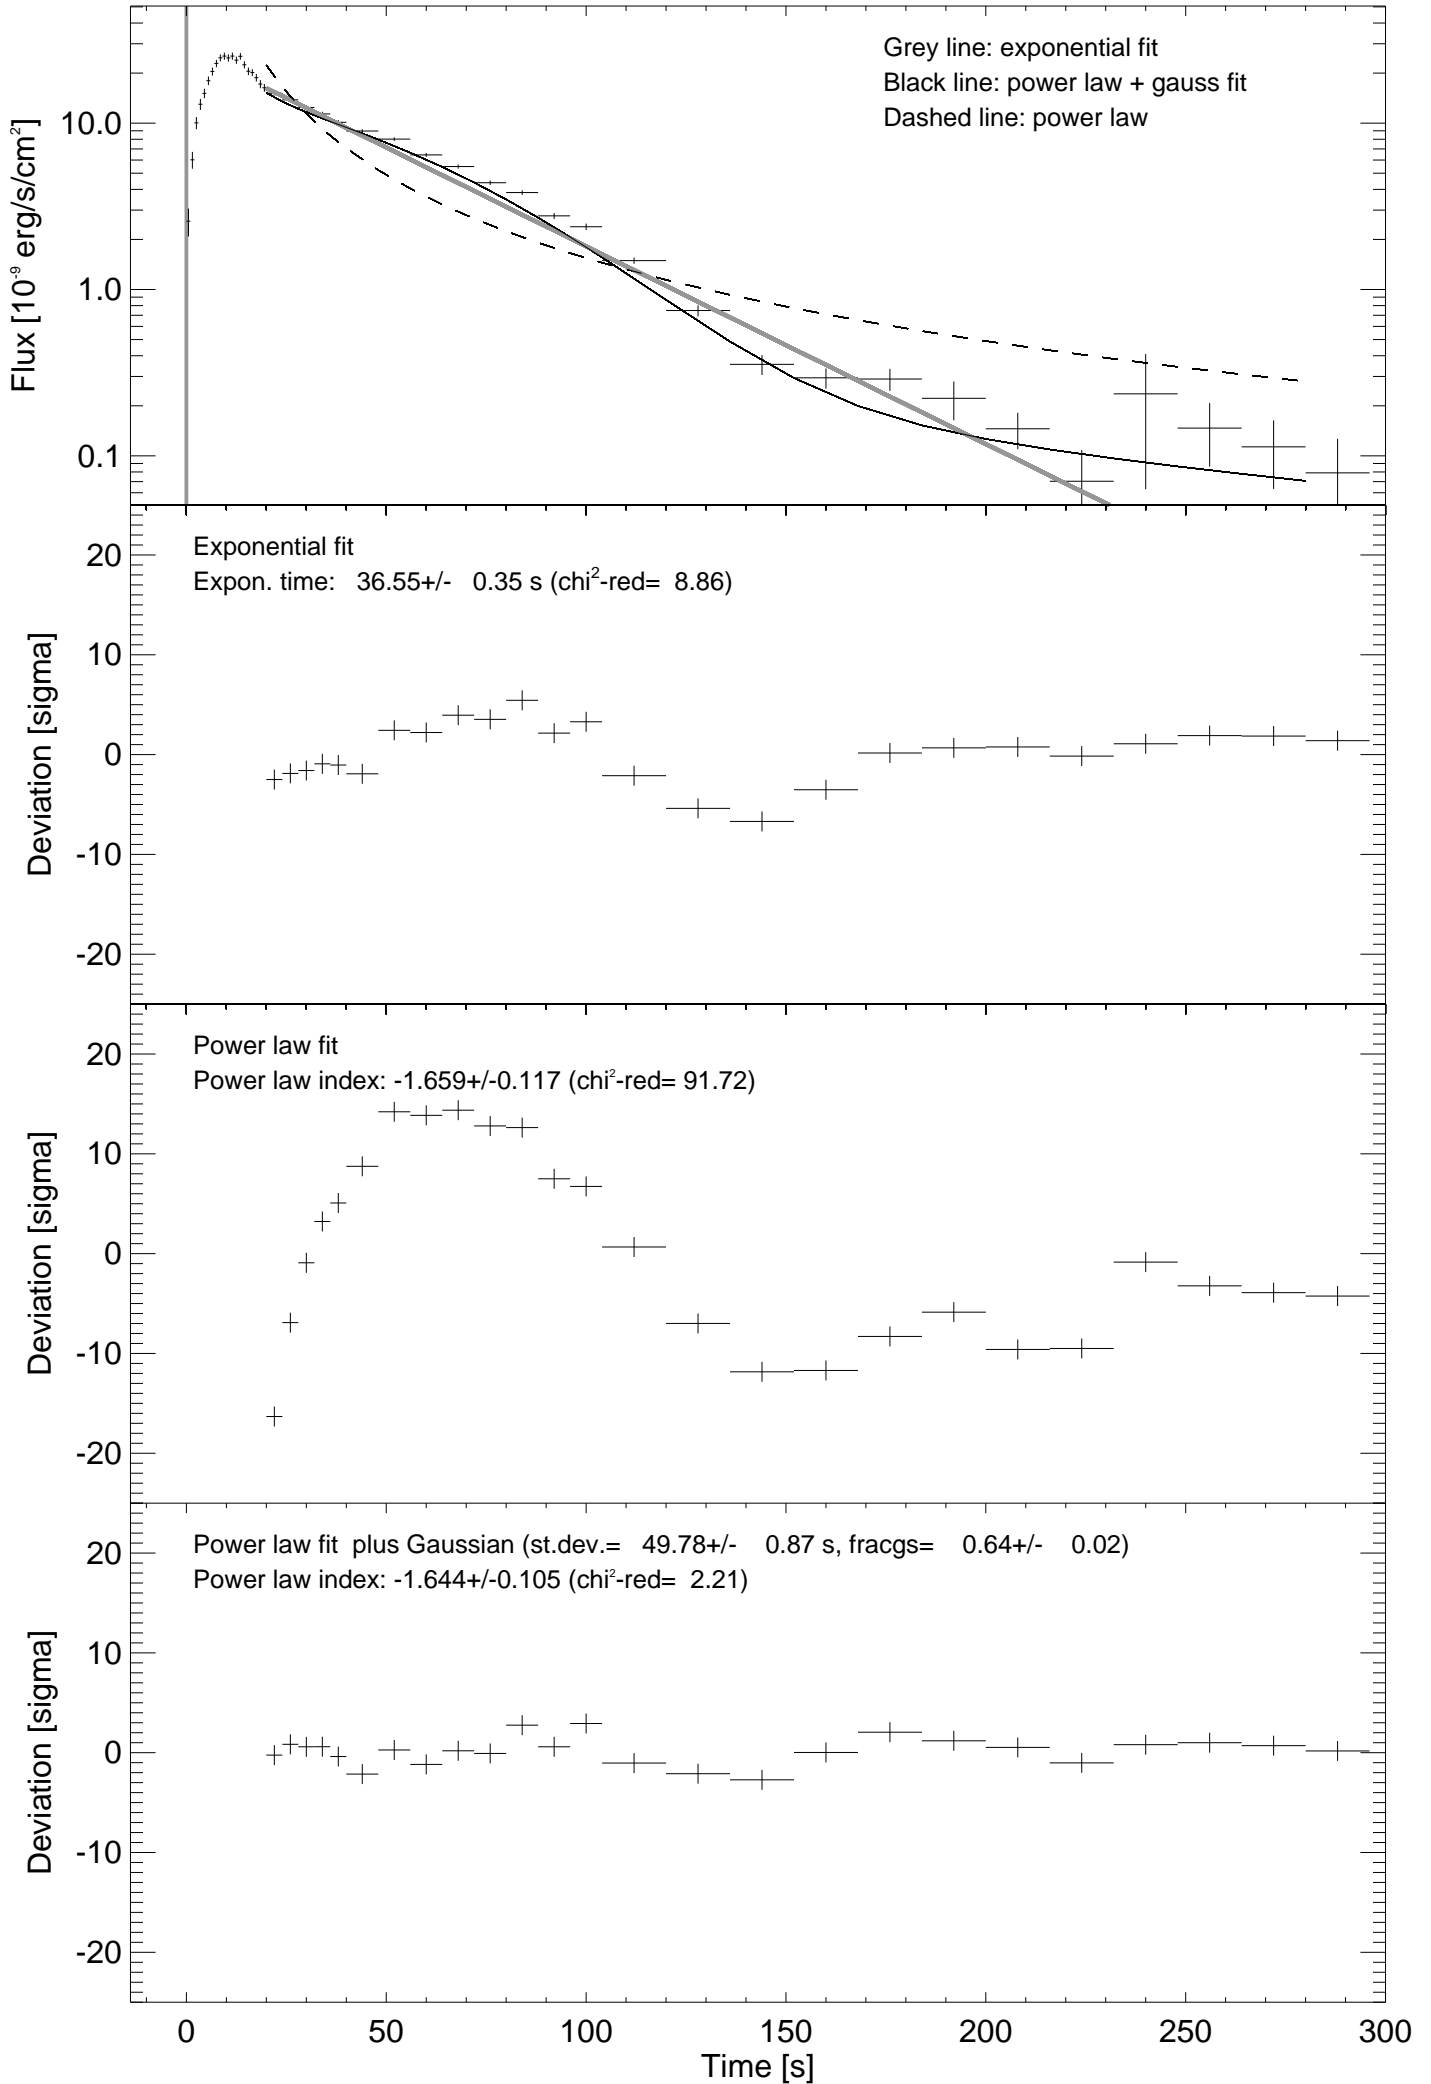 Grey line: exponential fit
Black line: power law + gauss fit
Dashed line: power law
Flux [10⁻⁹ erg/s/cm²]
10.0
1.0
0.1
Exponential fit
Expon. time: 36.55+/- 0.35 s (chi²-red= 8.86)
Deviation [sigma]
20
10
0
-10
-20
Power law fit
Power law index: -1.659+/-0.117 (chi²-red= 91.72)
Deviation [sigma]
20
10
0
-10
-20
Power law fit plus Gaussian (st.dev.= 49.78+/- 0.87 s, fracgs= 0.64+/- 0.02)
Power law index: -1.644+/-0.105 (chi²-red= 2.21)
Deviation [sigma]
20
10
0
-10
-20
0 50 100 150 200 250 300
Time [s]